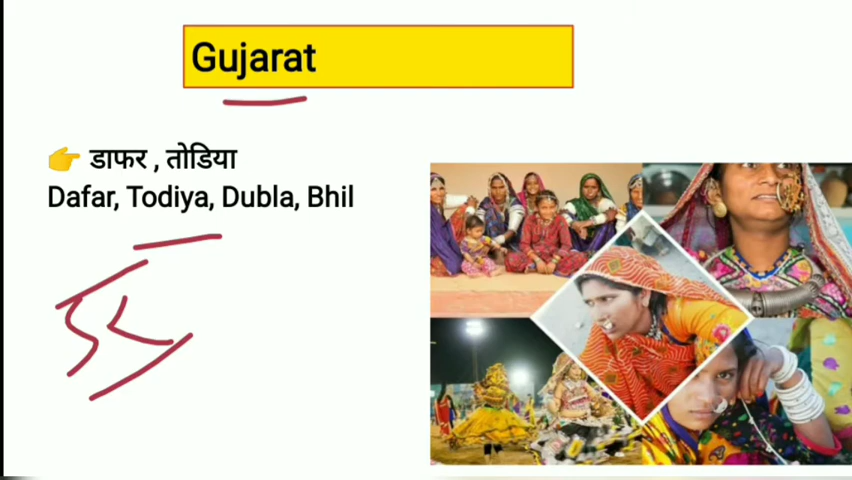 Gujarat
👉 डाफर , तोडिया
Dafar, Todiya, Dubla, Bhil